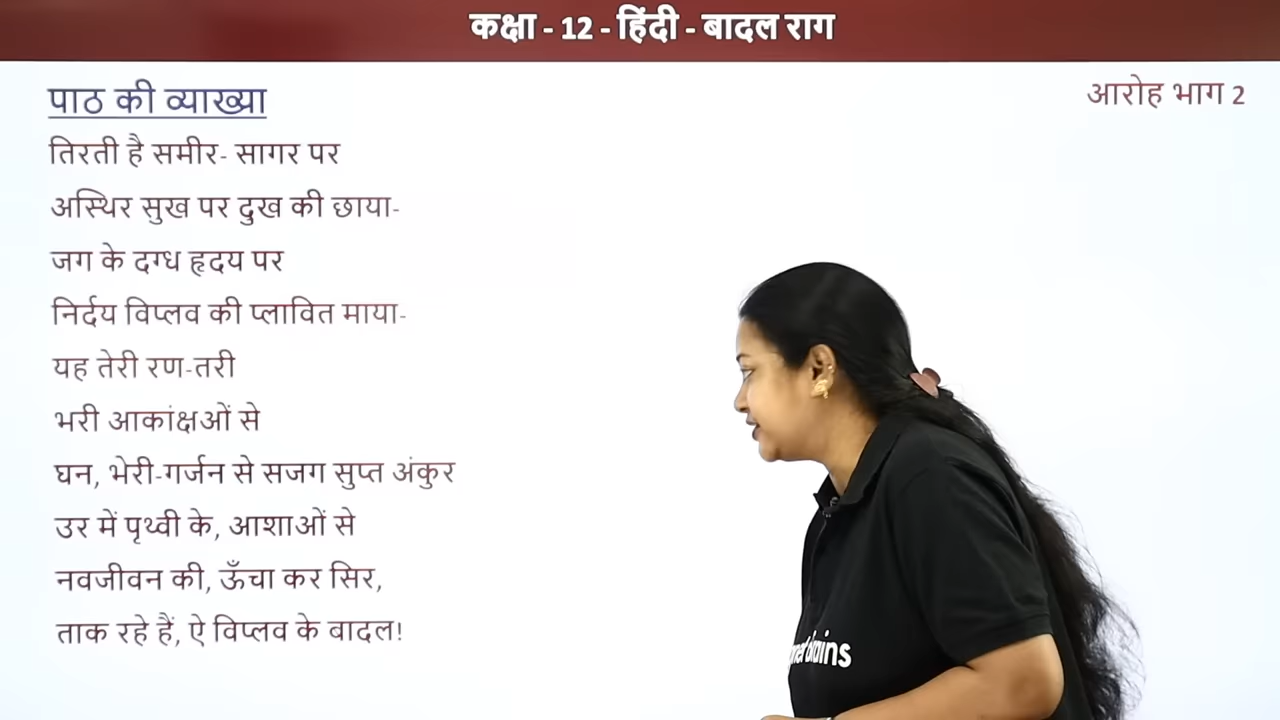 कक्षा - 12 - हिंदी - बादल राग
पाठ की व्याख्या
आरोह भाग 2
तिरती है समीर- सागर पर
अस्थिर सुख पर दुख की छाया-
जग के दग्ध हृदय पर
निर्दय विप्लव की प्लावित माया-
यह तेरी रण-तरी
भरी आकांक्षओं से
घन, भेरी-गर्जन से सजग सुप्त अंकुर
उर में पृथ्वी के, आशाओं से
नवजीवन की, ऊँचा कर सिर,
ताक रहे हैं, ऐ विप्लव के बादल!
brains